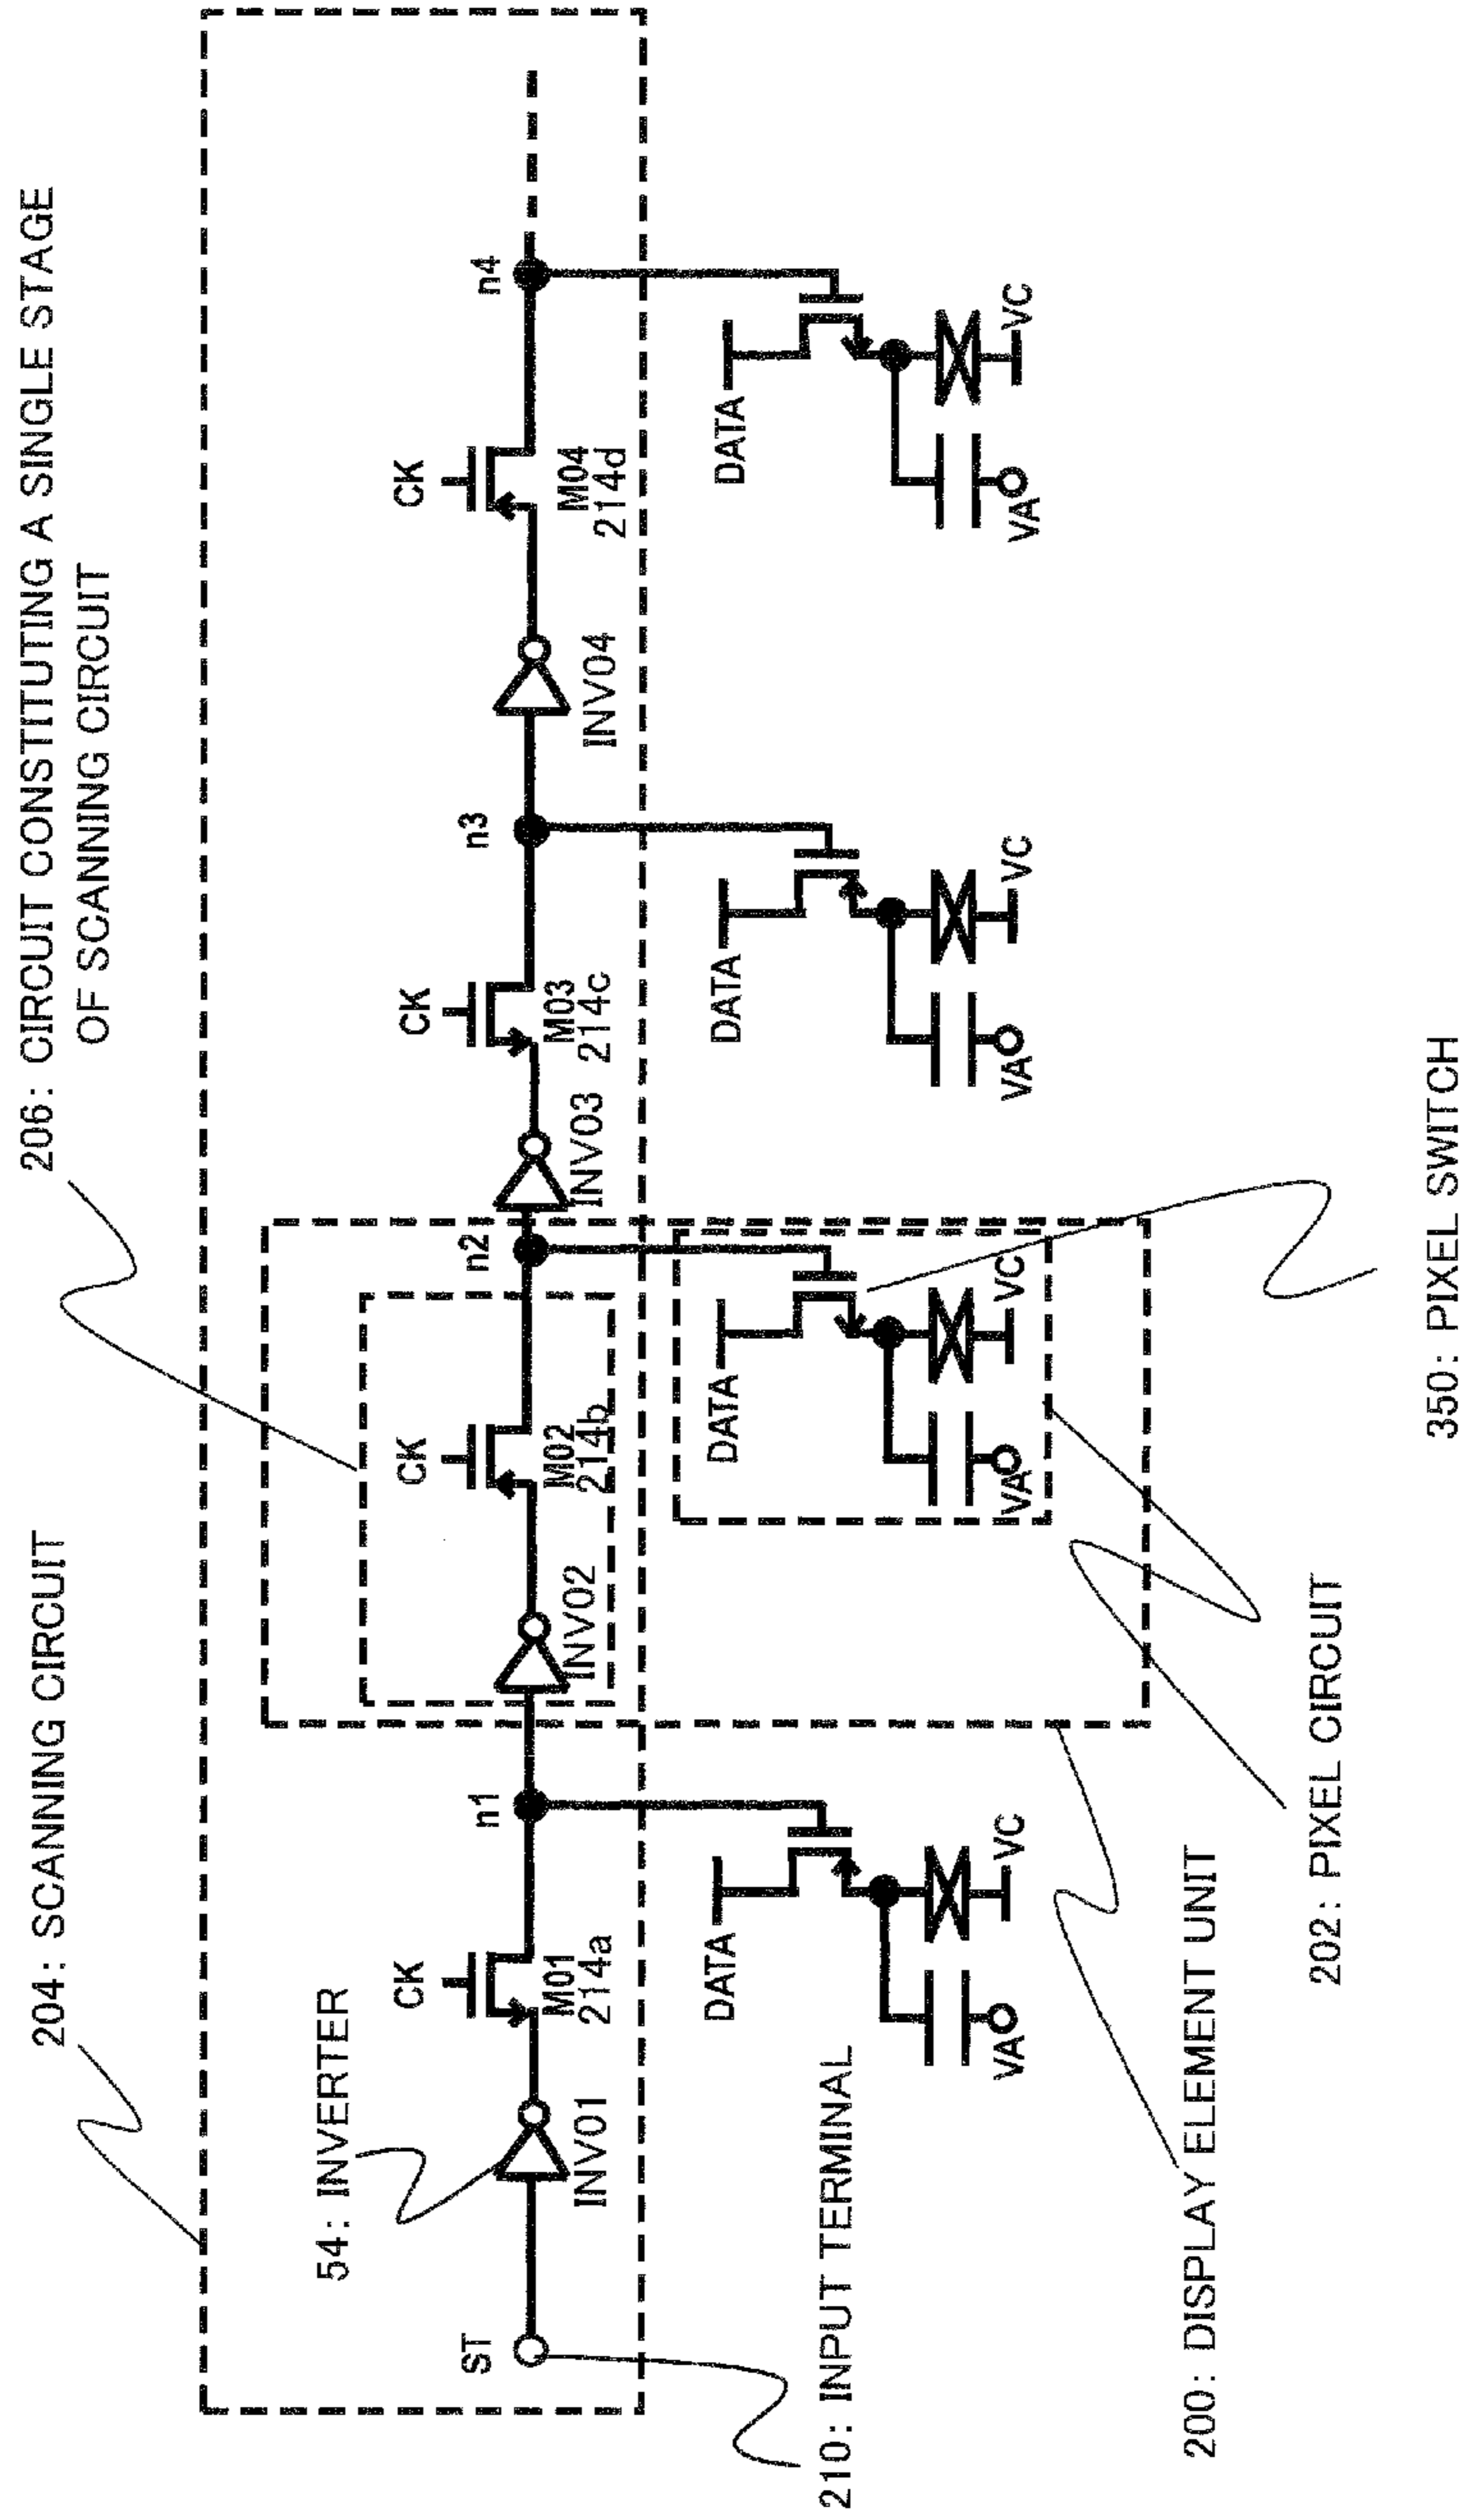 206: CIRCUIT CONSTITUTING A SINGLE STAGE
OF SCANNING CIRCUIT
204: SCANNING CIRCUIT
54: INVERTER
CK
CK
CK
CK
ST
n1
n2
n3
n4
INV01
M01
214a
INV02
M02
214b
INV03
M03
214c
INV04
M04
214d
DATA
DATA
DATA
DATA
VA
VC
VA
VC
VA
VC
VA
VC
210: INPUT TERMINAL
200: DISPLAY ELEMENT UNIT
202: PIXEL CIRCUIT
350: PIXEL SWITCH